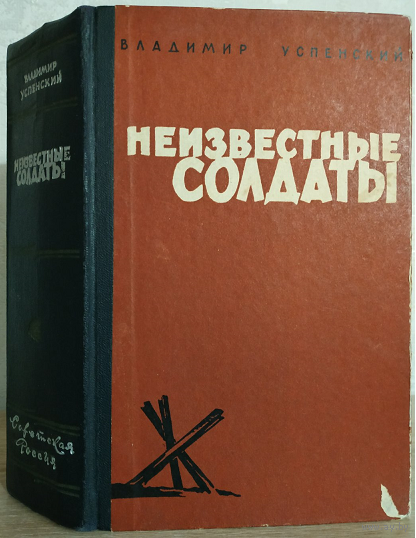 ВЛАДИМИР
УСПЕНСКИЙ
НЕИЗВЕСТНЫЕ
СОЛДАТЫ
Советская
Россия
ВЛАДИМИР УСПЕНСКИЙ
НЕИЗВЕСТНЫЕ
СОЛДАТЫ